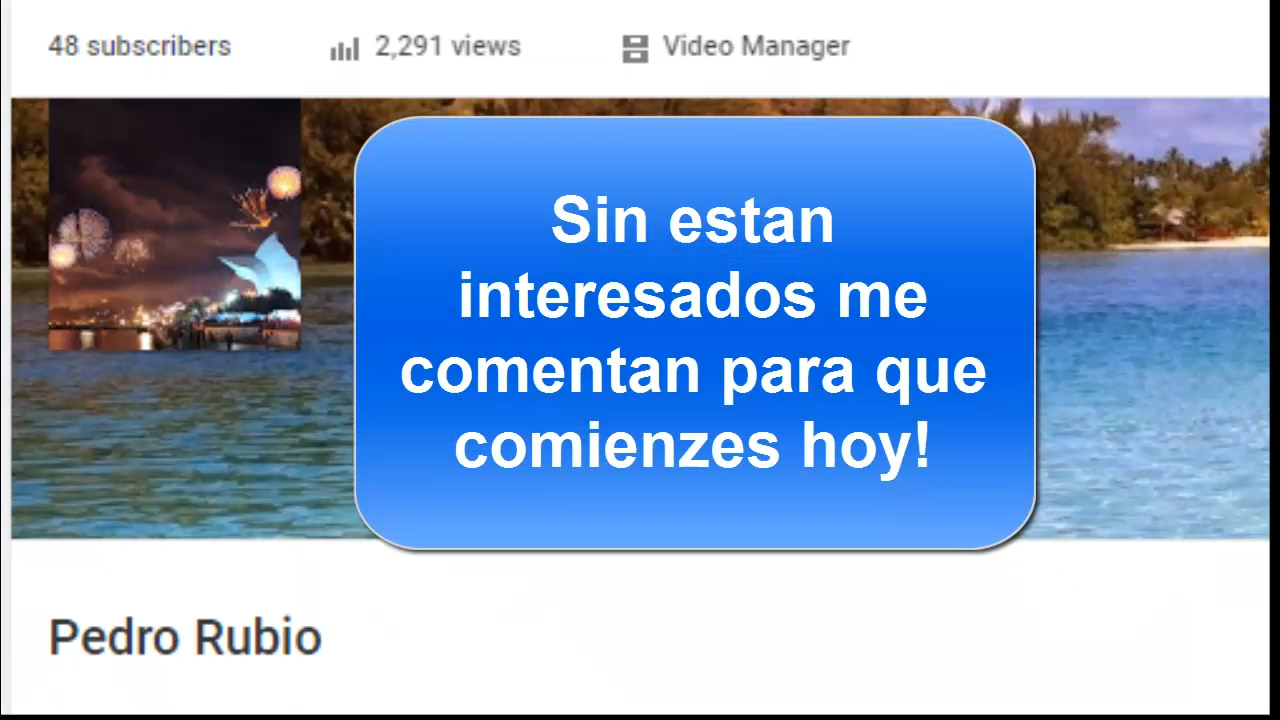 48 subscribers 2,291 views Video Manager
Sin estan
interesados me
comentan para que
comienzes hoy!
Pedro Rubio